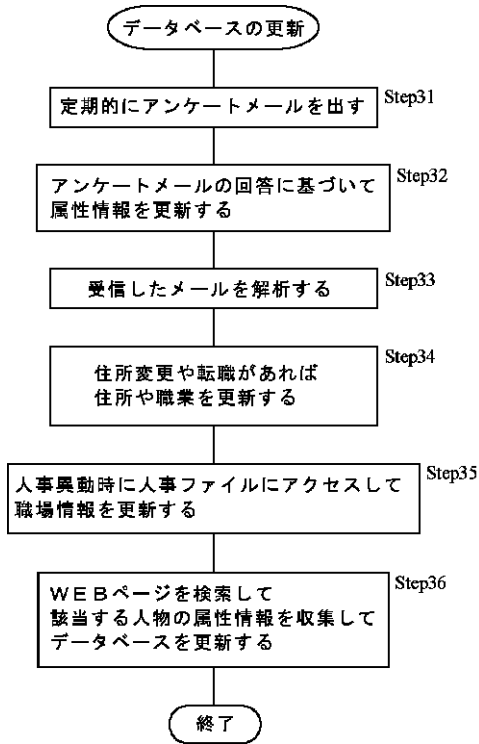 データベースの更新
定期的にアンケートメールを出す
Step31
アンケートメールの回答に基づいて
属性情報を更新する
Step32
受信したメールを解析する
Step33
住所変更や転職があれば
住所や職業を更新する
Step34
人事異動時に人事ファイルにアクセスして
職場情報を更新する
Step35
WEBページを検索して
該当する人物の属性情報を収集して
データベースを更新する
Step36
終了